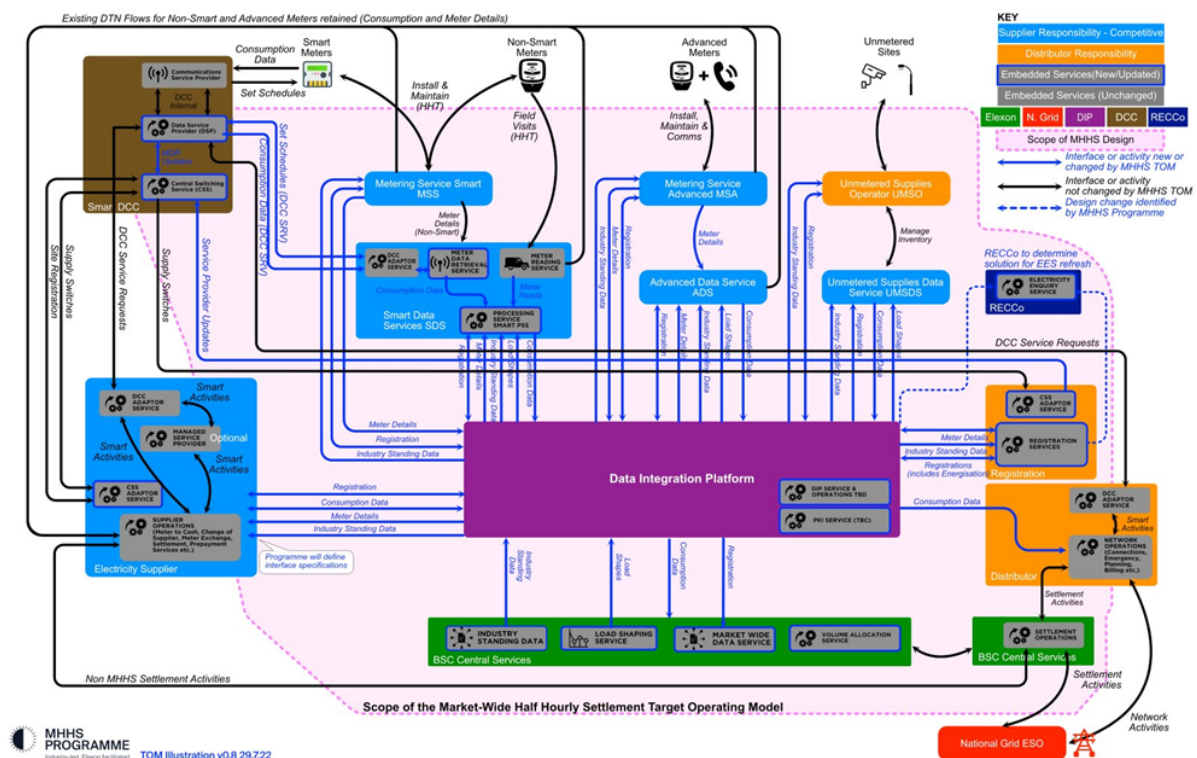 Existing DTN Flows for Non-Smart and Advanced Meters retained (Consumption and Meter Details)
KEY
Supplier Responsibility - Competitive
Distributor Responsibility
Embedded Services(New/Updated)
Embedded Services (Unchanged)
Elexon
N. Grid
DIP
DCC
RECCo
Scope of MHHS Design
Interface or activity new or
changed by MHHS TOM
Interface or activity
not changed by MHHS TOM
Design change identified
by MHHS Programme
Consumption
Data
Smart
Meters
Set Schedules
Non-Smart
Meters
Advanced
Meters
Unmetered
Sites
Communications
Service Provider
DCC
Internal
Data Service
Provider (DSP)
MDR
Updates
Central Switching
Service (CSS)
Smart DCC
Install &
Maintain
(HHT)
Field
Visits
(HHT)
Install,
Maintain &
Comms
Set Schedules (DCC SRV)
Consumption Data (DCC SRV)
Metering Service Smart
MSS
Metering Service
Advanced MSA
Unmetered Supplies
Operator UMSO
Meter
Details
(Non-Smart)
Meter
Details
Manage
Inventory
Industry Standing Data
Meter Details
Registration
Industry Standing Data
Registration
DCC
ADAPTOR
SERVICE
METER
DATA
RETRIEVAL
SERVICE
METER
READING
SERVICE
Consumption Data
Meter
Reads
Smart Data
Services SDS
PROCESSING
SERVICE
SMART PSS
Advanced Data Service
ADS
Unmetered Supplies Data
Service UMSDS
RECCo to determine
solution for EES refresh
ELECTRICITY
ENQUIRY
SERVICE
RECCo
Site Registration
Supply Switches
DCC Service Requests
Supply Switches
Service Provider Updates
Registration
Meter Details
Industry Standing Data
Load Shapes
Consumption Data
Registration
Meter Details
Industry Standing Data
Load Shapes
Consumption Data
Industry Standing Data
Registration
Consumption Data
Load Shapes
DCC Service Requests
DCC
ADAPTOR
SERVICE
Smart
Activities
MANAGED
SERVICE
PROVIDER
Optional
Smart
Activities
Smart
Activities
CSS
ADAPTOR
SERVICE
SUPPLIER
OPERATIONS
(Meter to Cash, Change of
Supplier, Meter Exchange,
Settlement, Prepayment
Services etc,)
Electricity Supplier
Meter Details
Registration
Industry Standing Data
Registration
Consumption Data
Meter Details
Industry Standing Data
Programme will define
interface specifications
Data Integration Platform
DIP SERVICE &
OPERATIONS TBD
PKI SERVICE (TBC)
CSS
ADAPTOR
SERVICE
REGISTRATION
SERVICES
Registration
Meter Details
Industry Standing Data
Registrations
(includes Energisation)
Consumption Data
DCC
ADAPTOR
SERVICE
Smart
Activities
NETWORK
OPERATIONS
(Connections,
Emergency,
Planning,
Billing etc,)
Distributor
Industry
Standing
Data
Load
Shapes
Consumption
Data
Registration
Settlement
Activities
INDUSTRY
STANDING DATA
LOAD SHAPING
SERVICE
MARKET WIDE
DATA SERVICE
VOLUME ALLOCATION
SERVICE
BSC Central Services
SETTLEMENT
OPERATIONS
BSC Central Services
Non MHHS Settlement Activities
Settlement
Activities
Scope of the Market-Wide Half Hourly Settlement Target Operating Model
Network
Activities
National Grid ESO
MHHS
PROGRAMME
Industry-led, Elexon facilitated
TOM Illustration v0.8 29.7.22